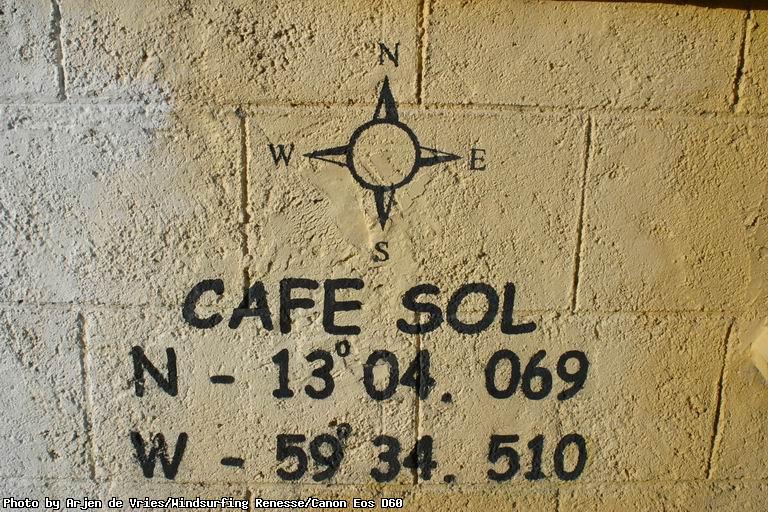 N
W E
S
CAFE SOL
N - 13° 04. 069
W - 59° 34. 510
Photo by Arjen de Vries/Windsurfing Renesse/Canon Eos D60